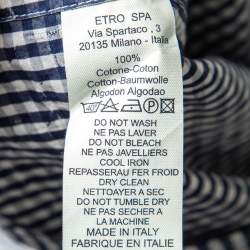 ETRO SPA
Via Spartaco , 3
20135 Milano - Italia
100%
Cotone-Coton
Cotton-Baumwolle
Algodon Algodao
DO NOT WASH
NE PAS LAVER
DO NOT BLEACH
NE PAS JAVELLIERS
COOL IRON
REPASSERAU FER FROID
DRY CLEAN
NETTOAYER A SEC
DO NOT TUMBLE DRY
NE PAS SECHER A
LA MACHINE
MADE IN ITALY
FABRIQUE EN ITALIE